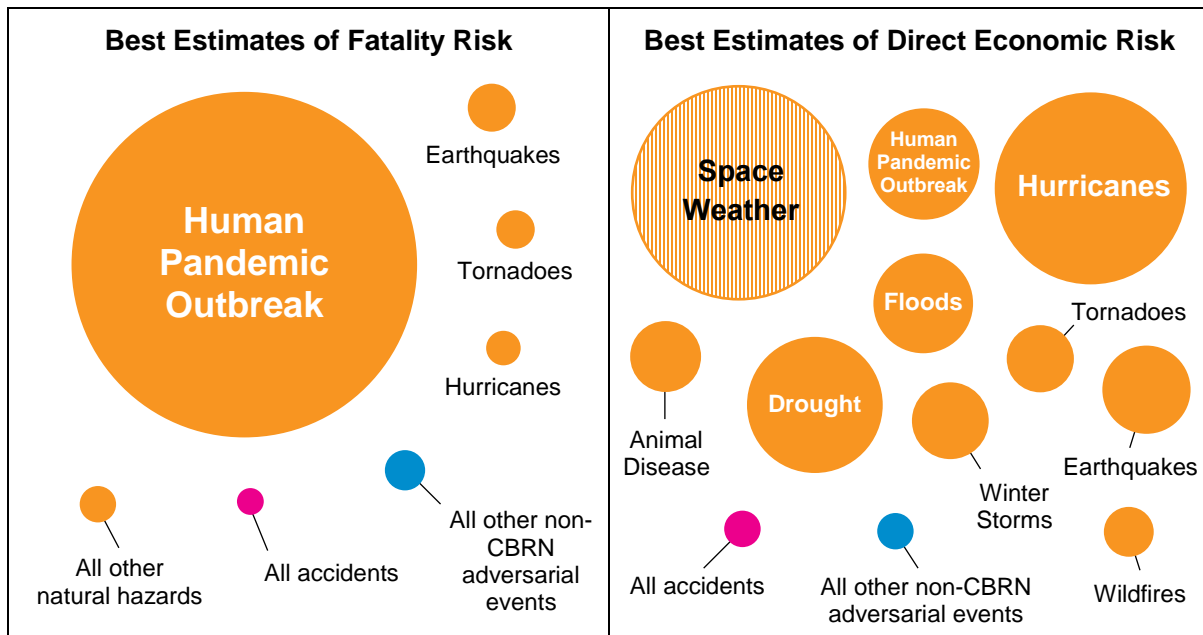 Best Estimates of Fatality Risk
Human
Pandemic
Outbreak
Earthquakes
Tornadoes
Hurricanes
All other
natural hazards
All accidents
All other non-
CBRN
adversarial
events
Best Estimates of Direct Economic Risk
Space
Weather
Human
Pandemic
Outbreak
Hurricanes
Floods
Tornadoes
Animal
Disease
Drought
Winter
Storms
Earthquakes
All accidents
All other non-CBRN
adversarial events
Wildfires